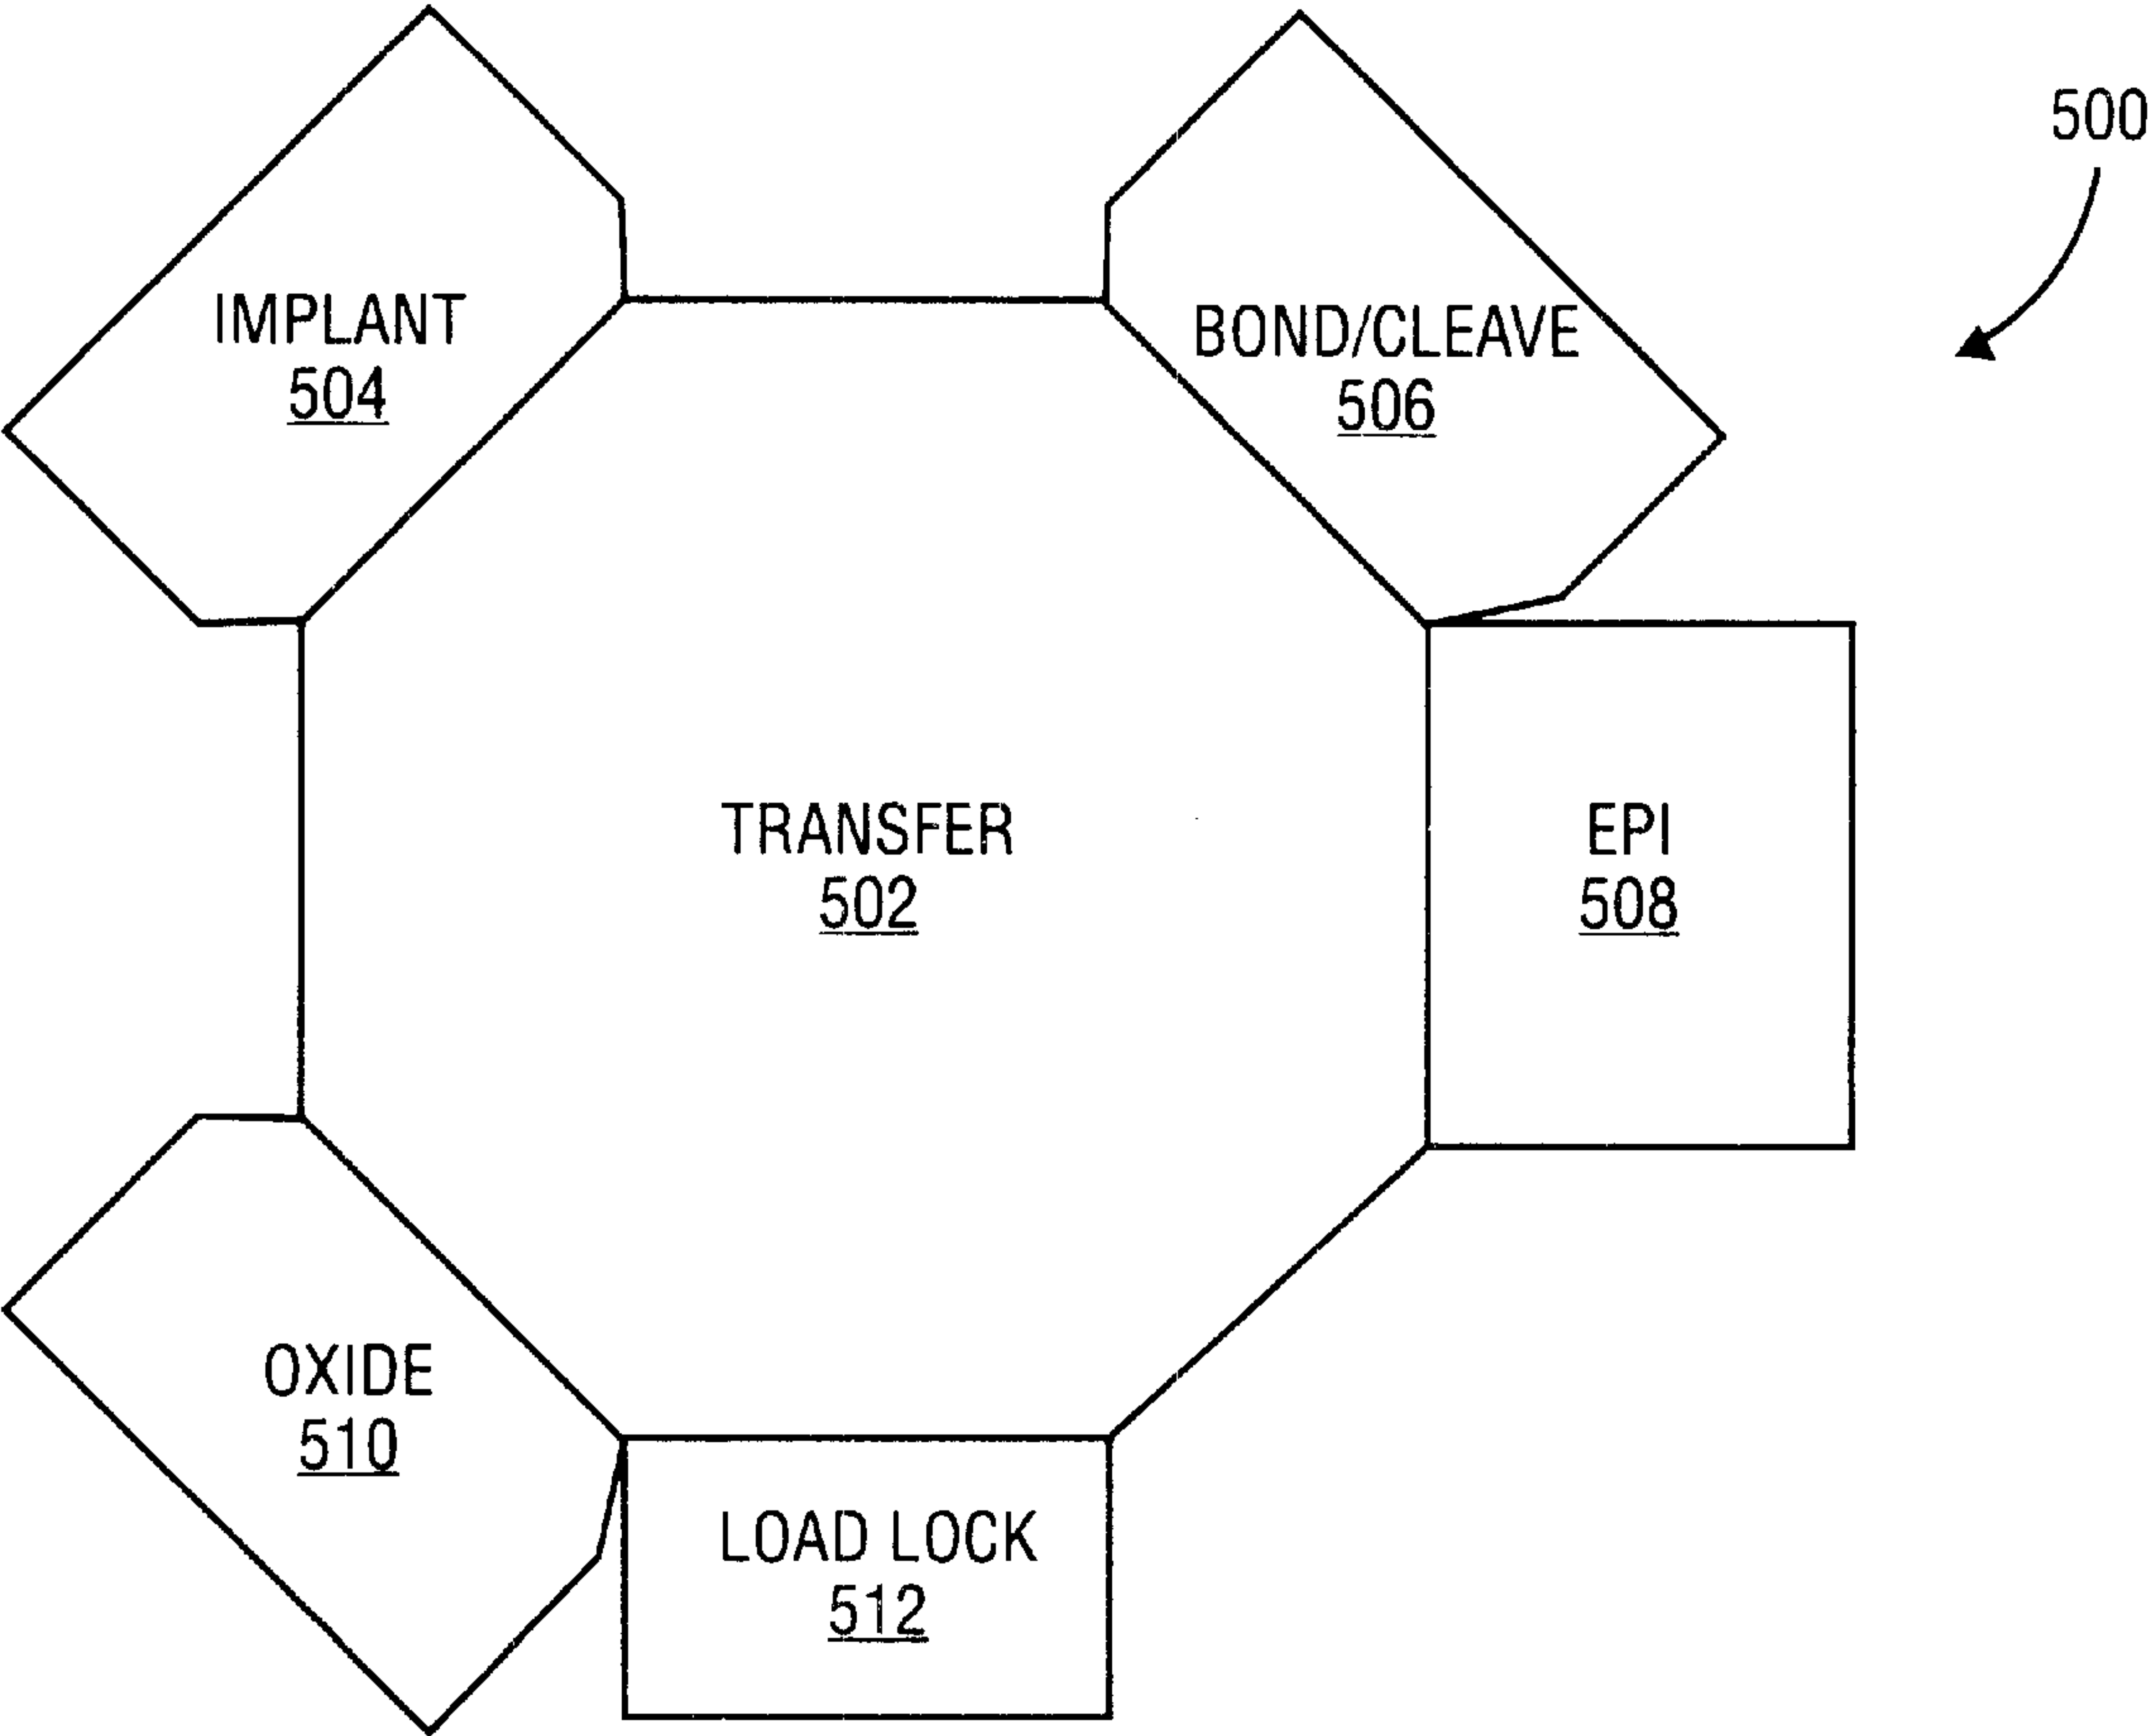 500
IMPLANT
504
BOND/CLEAVE
506
TRANSFER
502
EPI
508
OXIDE
510
LOAD LOCK
512